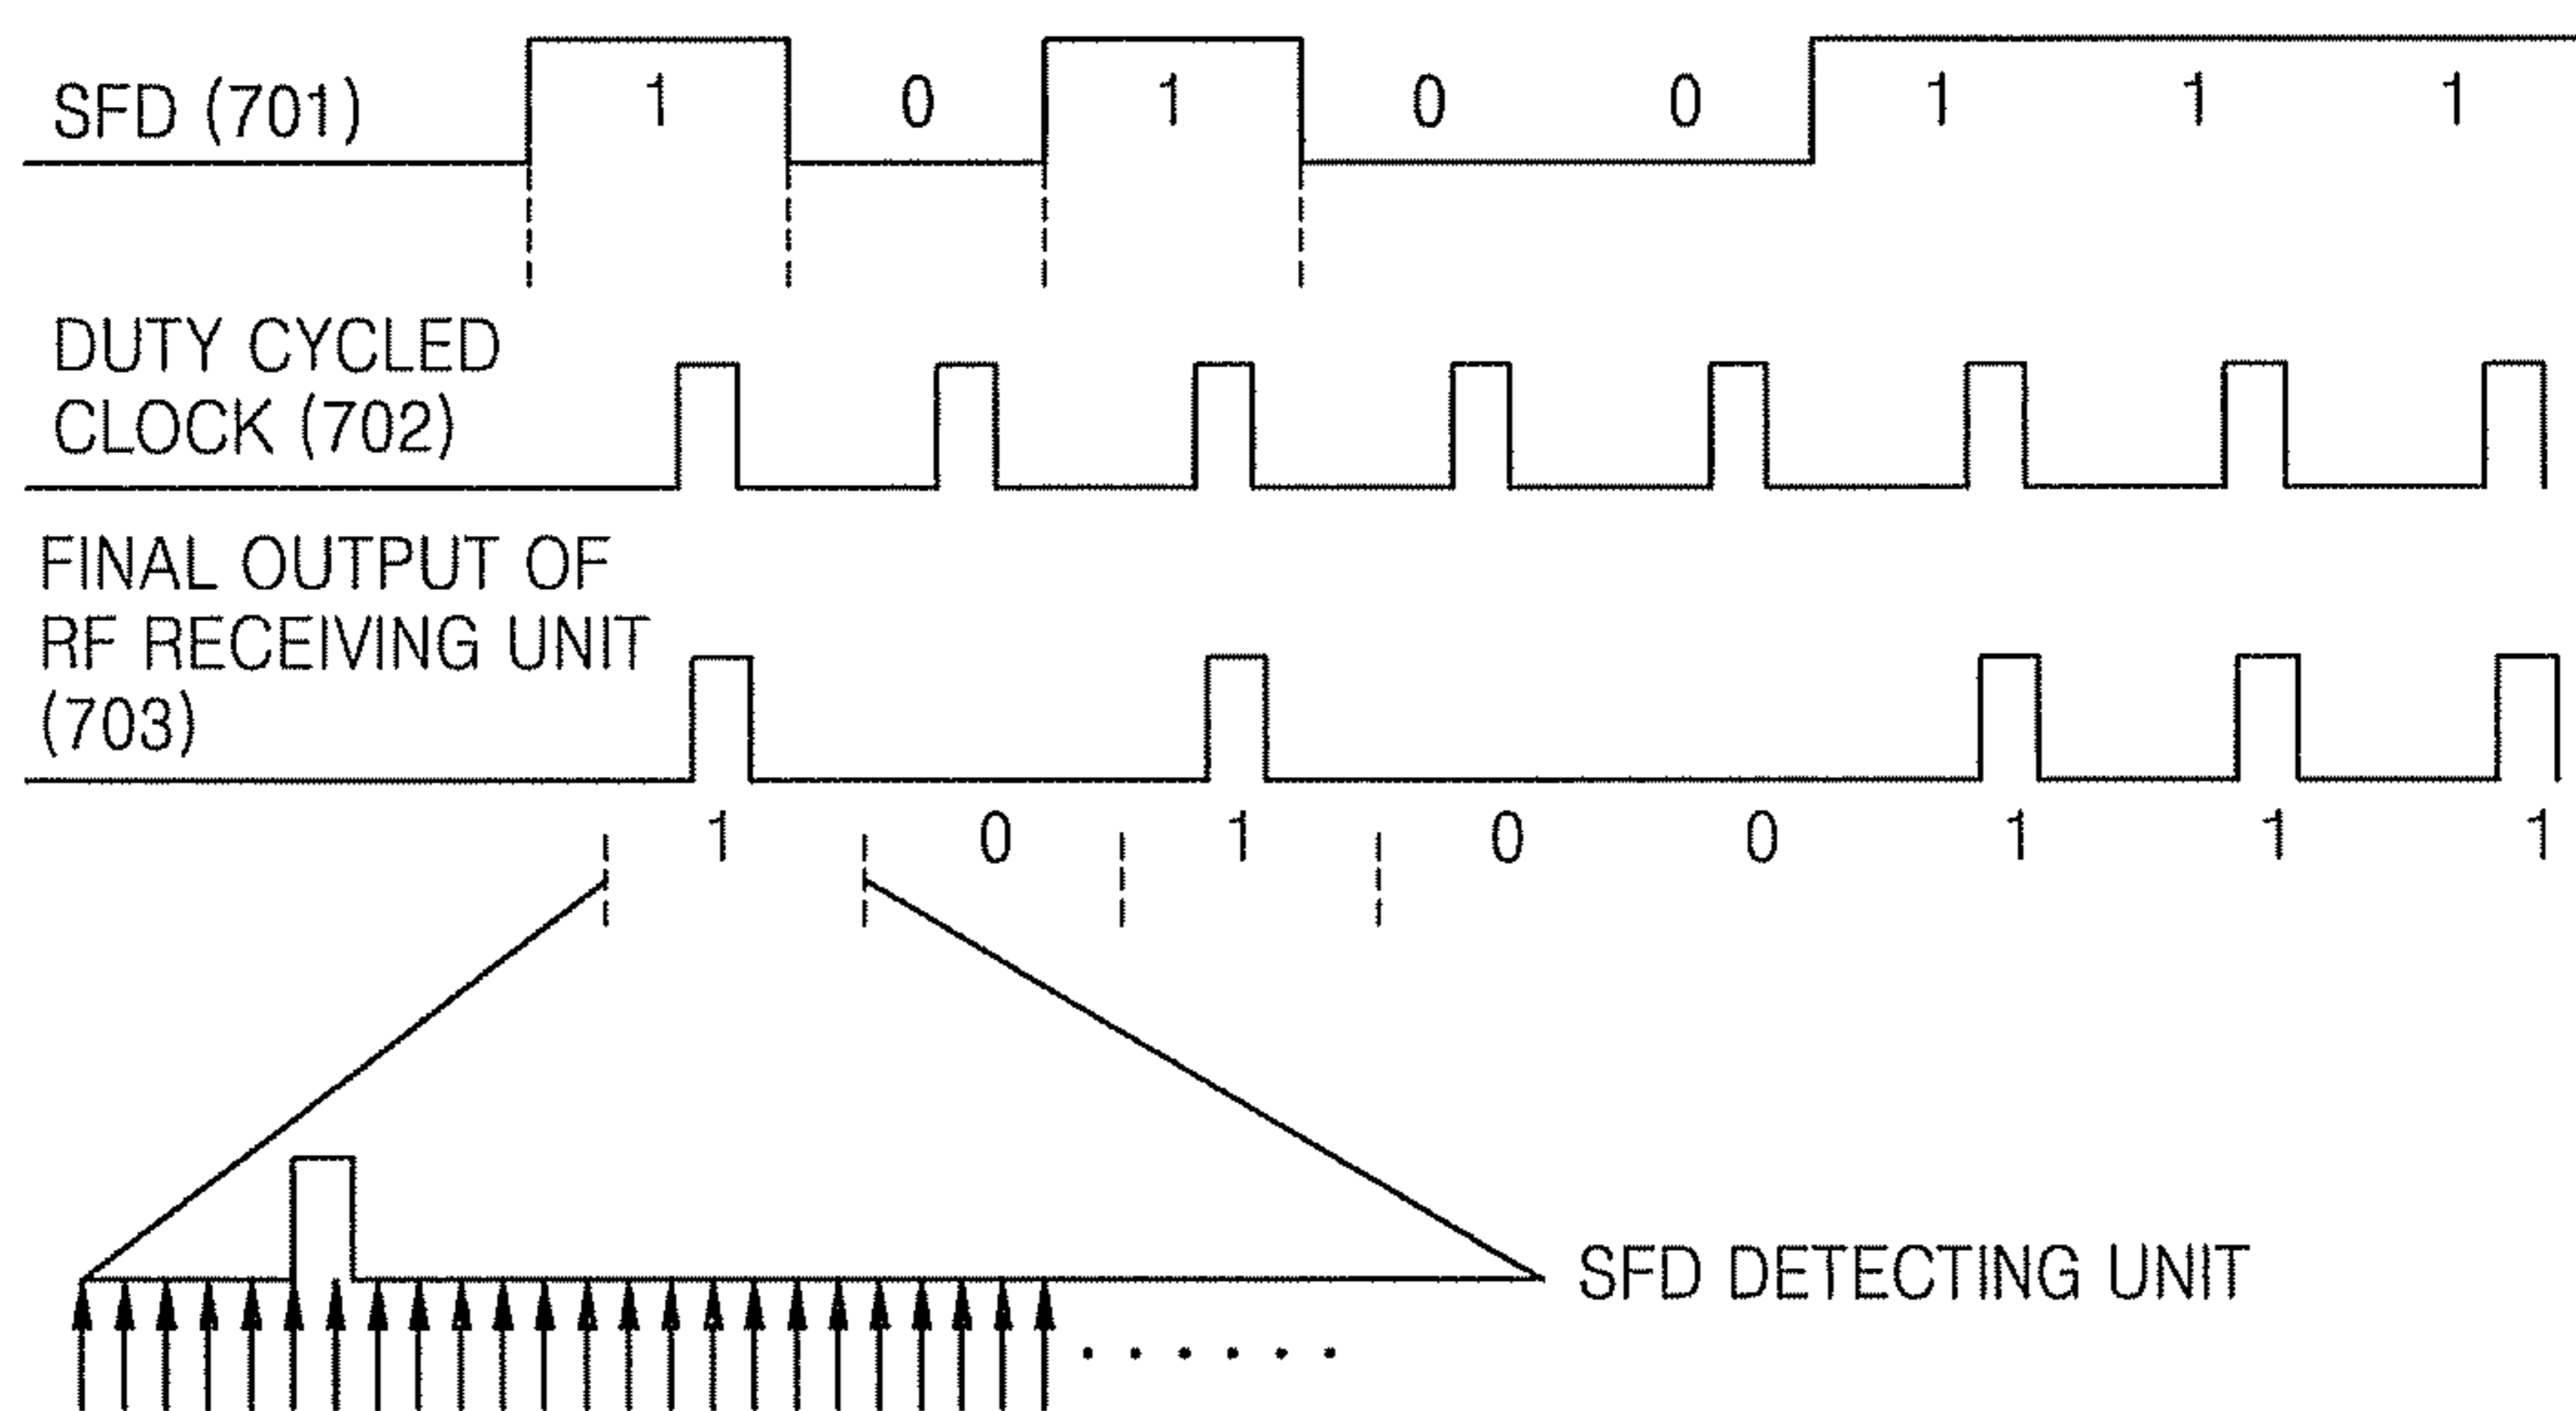 SFD (701) 1 0 1 0 0 1 1 1
DUTY CYCLED
CLOCK (702)
FINAL OUTPUT OF
RF RECEIVING UNIT
(703)
1 0 1 0 0 1 1 1
SFD DETECTING UNIT